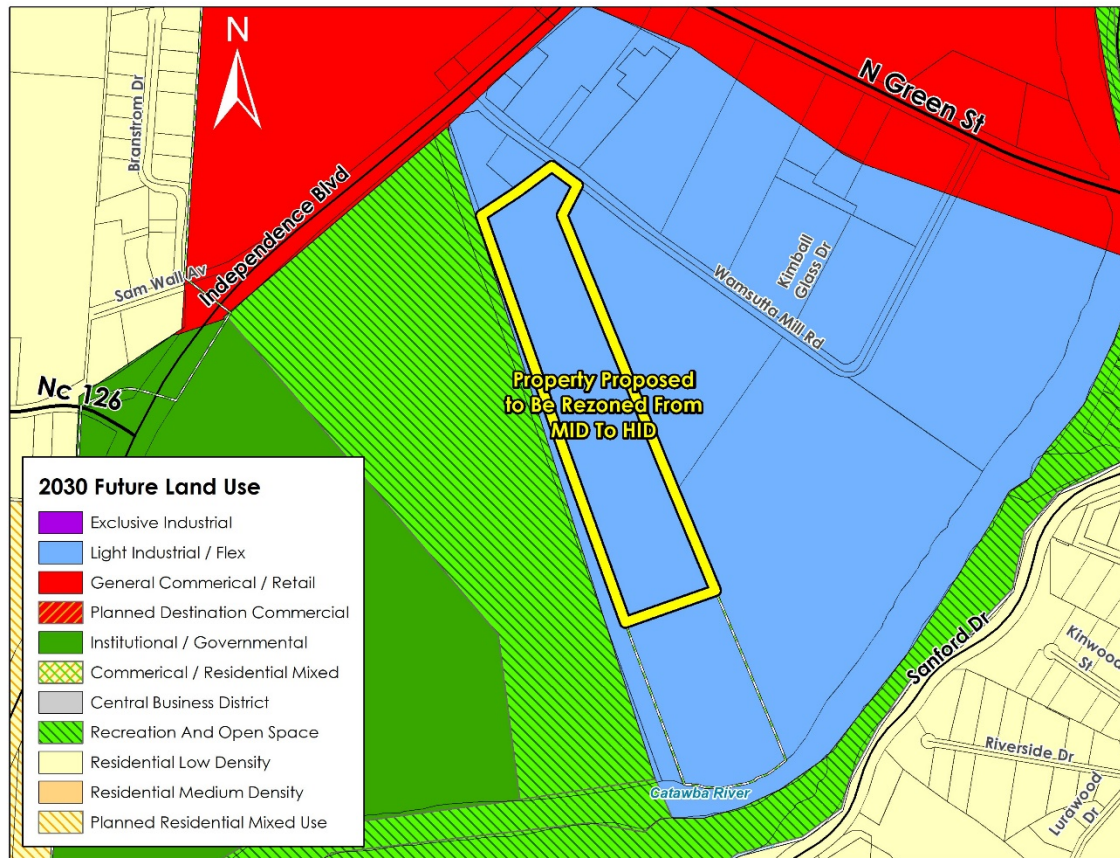 N
Branstrom Dr
N Green St
Independence Blvd
Sam Wall Av
Kimball
Glass Dr
Wamsutta Mill Rd
Nc 126
Property Proposed
to Be Rezoned From
MID To HID
2030 Future Land Use
Exclusive Industrial
Light Industrial / Flex
General Commerical / Retail
Planned Destination Commercial
Institutional / Governmental
Commerical / Residential Mixed
Central Business District
Recreation And Open Space
Residential Low Density
Residential Medium Density
Planned Residential Mixed Use
Sanford Dr
Kinwood
St
Riverside Dr
Lurawood
Dr
Catawba River